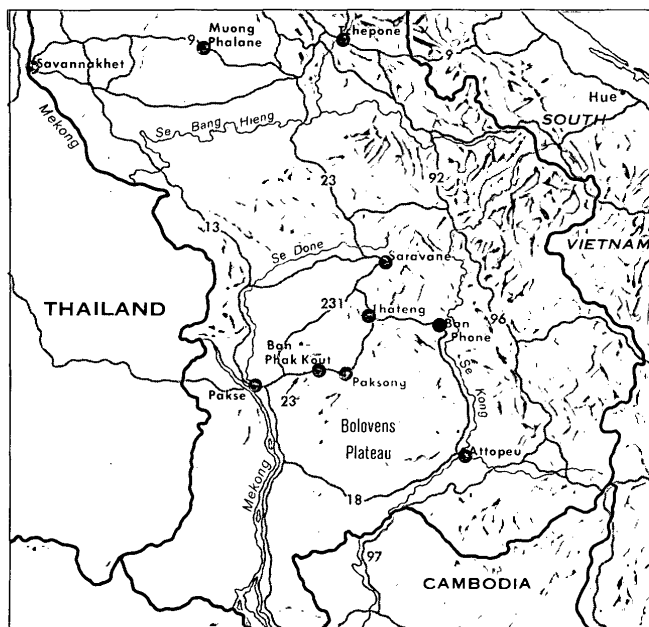 Muong
Phalane
9
Tchepone
9
Savannakhet
Mekong
Hue
SOUTH
VIETNAM
Se Bang Hieng
23
92
13
Se Done
Saravane
THAILAND
231
Thateng
Ban
Phone
96
Ban
Phak Kout
Paksong
Pakse
23
Se Kong
Bolovens
Plateau
Attopeu
Mekong
18
97
CAMBODIA